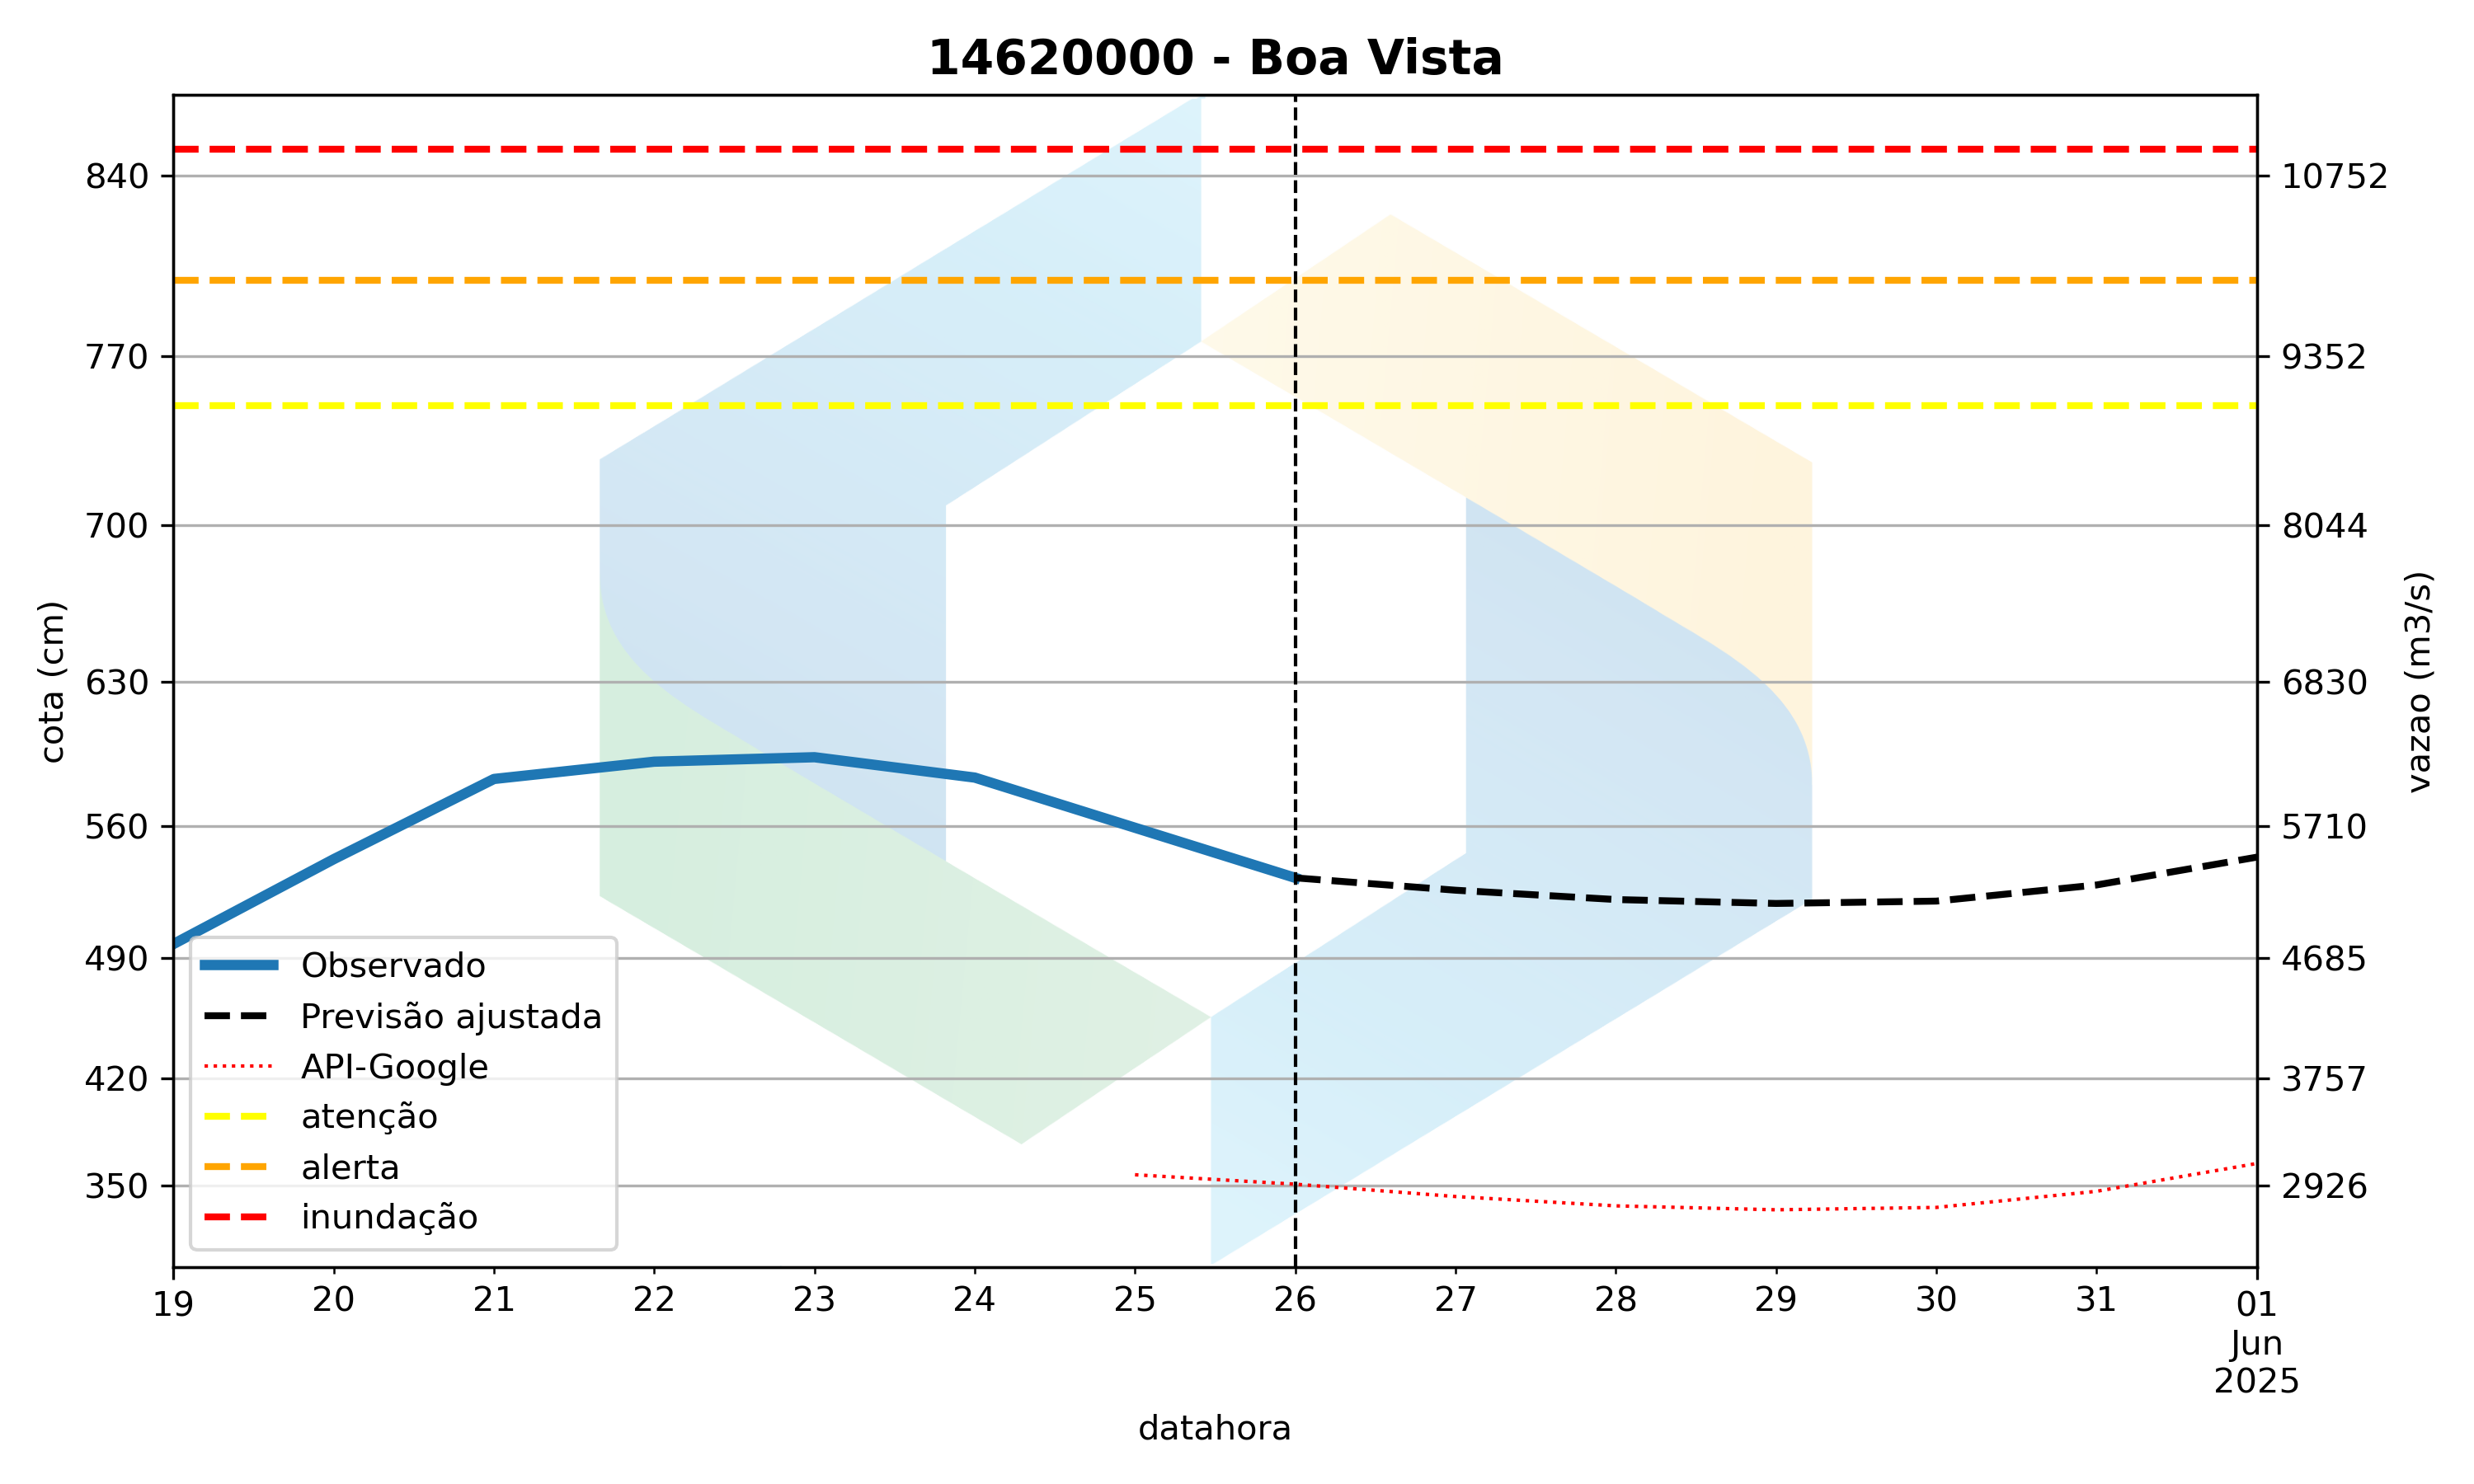 14620000 - Boa Vista
840
770
700
630
560
490
420
350
cota (cm)
10752
9352
8044
6830
5710
4685
3757
2926
vazao (m3/s)
Observado
Previsão ajustada
API-Google
atenção
alerta
inundação
19 20 21 22 23 24 25 26 27 28 29 30 31 01
Jun
2025
datahora